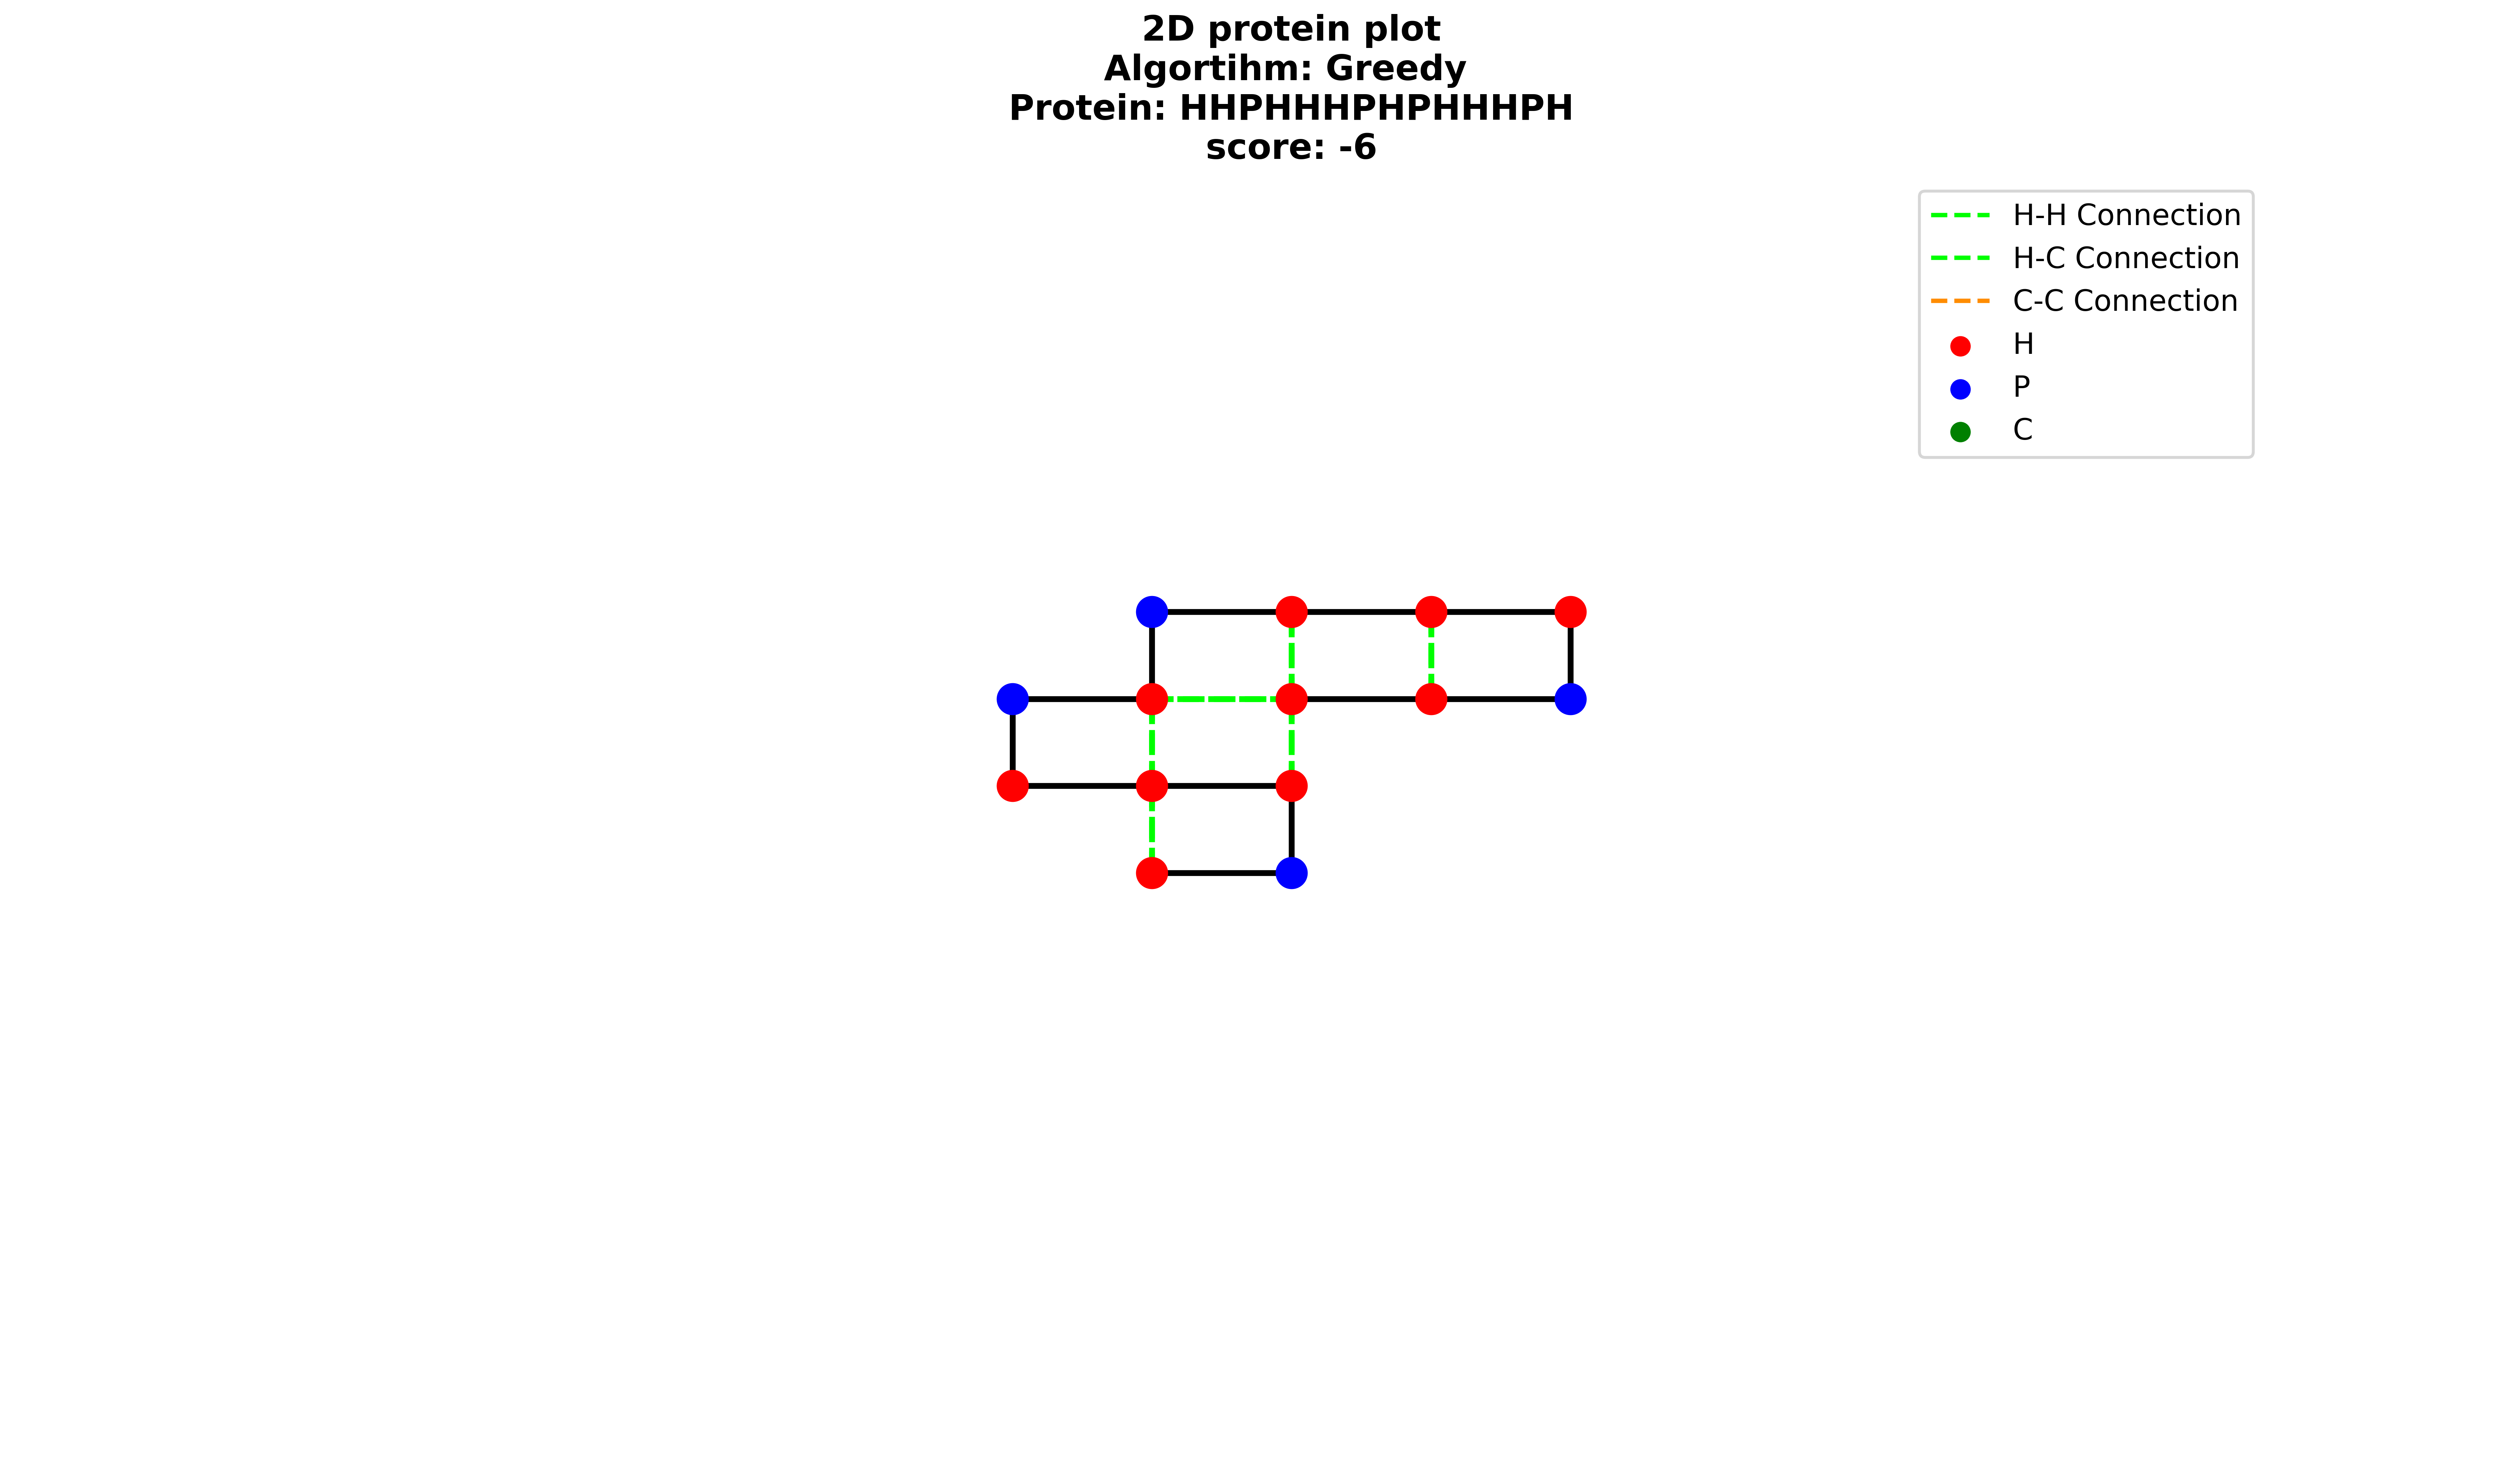 2D protein plot
Algortihm: Greedy
Protein: HHPHHHPHPHHHPH
score: -6
H-H Connection
H-C Connection
C-C Connection
H
P
C